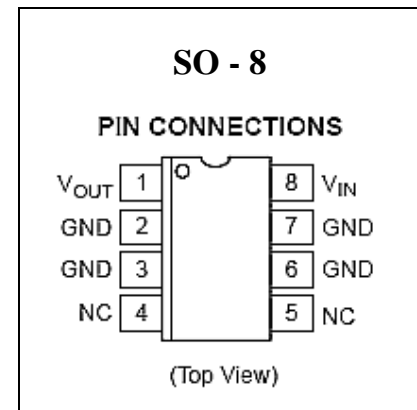 SO - 8
PIN CONNECTIONS
VOUT 1 8 VIN
GND 2 7 GND
GND 3 6 GND
NC 4 5 NC
(Top View)